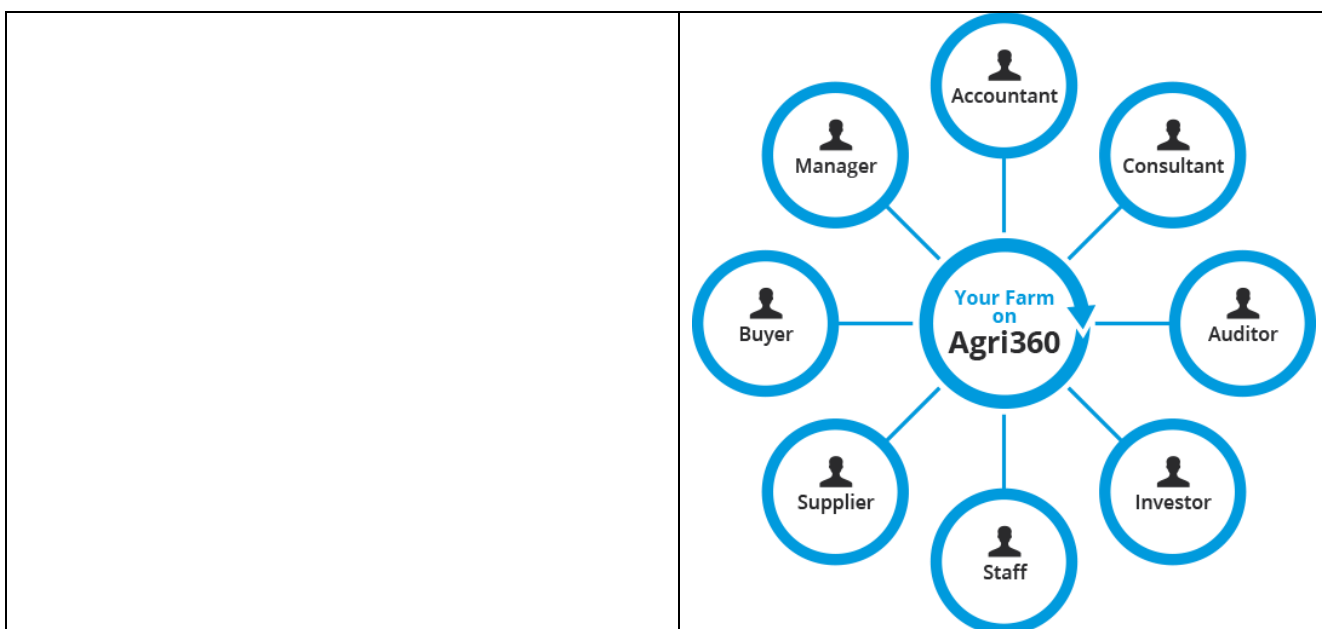 Accountant
Manager
Consultant
Your Farm
on
Agri360
Buyer
Auditor
Supplier
Investor
Staff